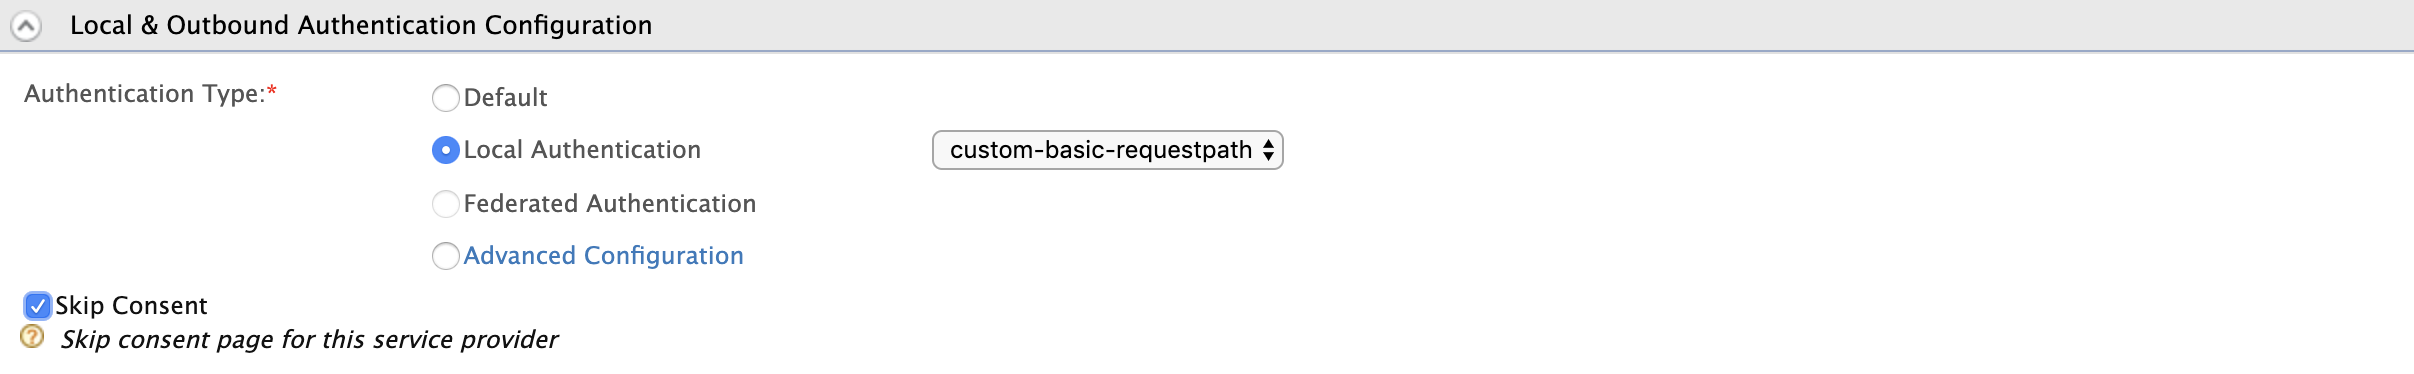 Local & Outbound Authentication Configuration
Authentication Type:*
Default
Local Authentication custom-basic-requestpath
Federated Authentication
Advanced Configuration
Skip Consent
? Skip consent page for this service provider